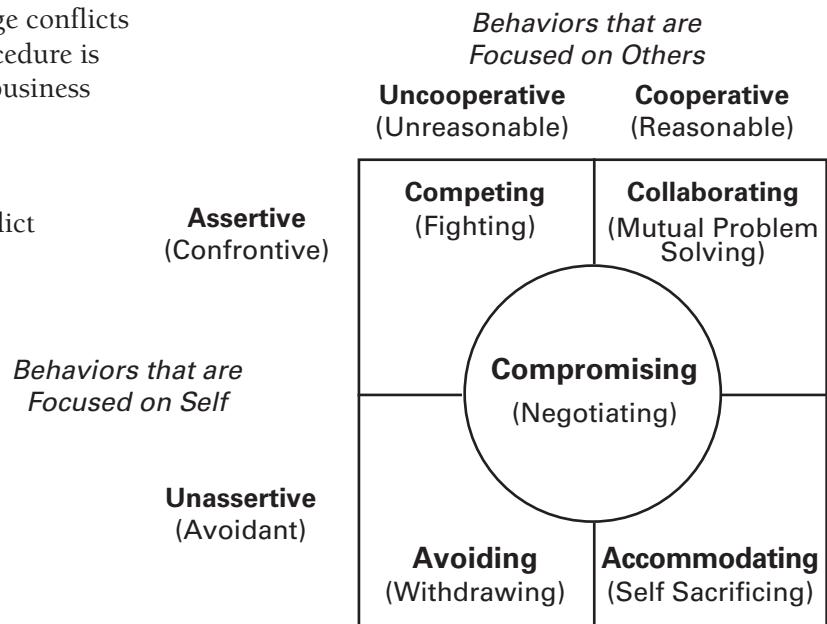 ge conflicts
cedure is
business
lict
Behaviors that are
Focused on Others
Uncooperative
(Unreasonable)
Cooperative
(Reasonable)
Assertive
(Confrontive)
Competing
(Fighting)
Collaborating
(Mutual Problem
Solving)
Behaviors that are
Focused on Self
Compromising
(Negotiating)
Unassertive
(Avoidant)
Avoiding
(Withdrawing)
Accommodating
(Self Sacrificing)